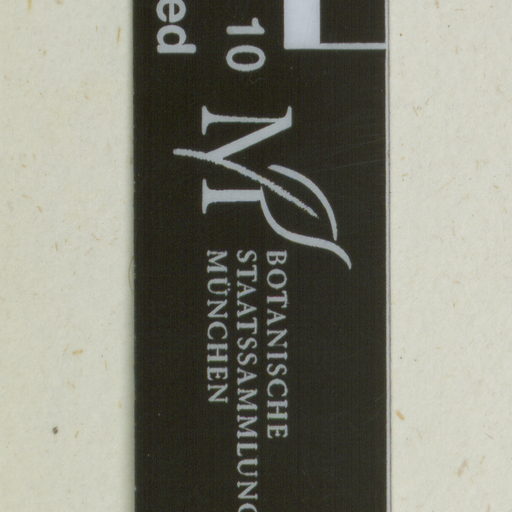 ed
10
M
BOTANISCHE
STAATSSAMMLUNG
MÜNCHEN